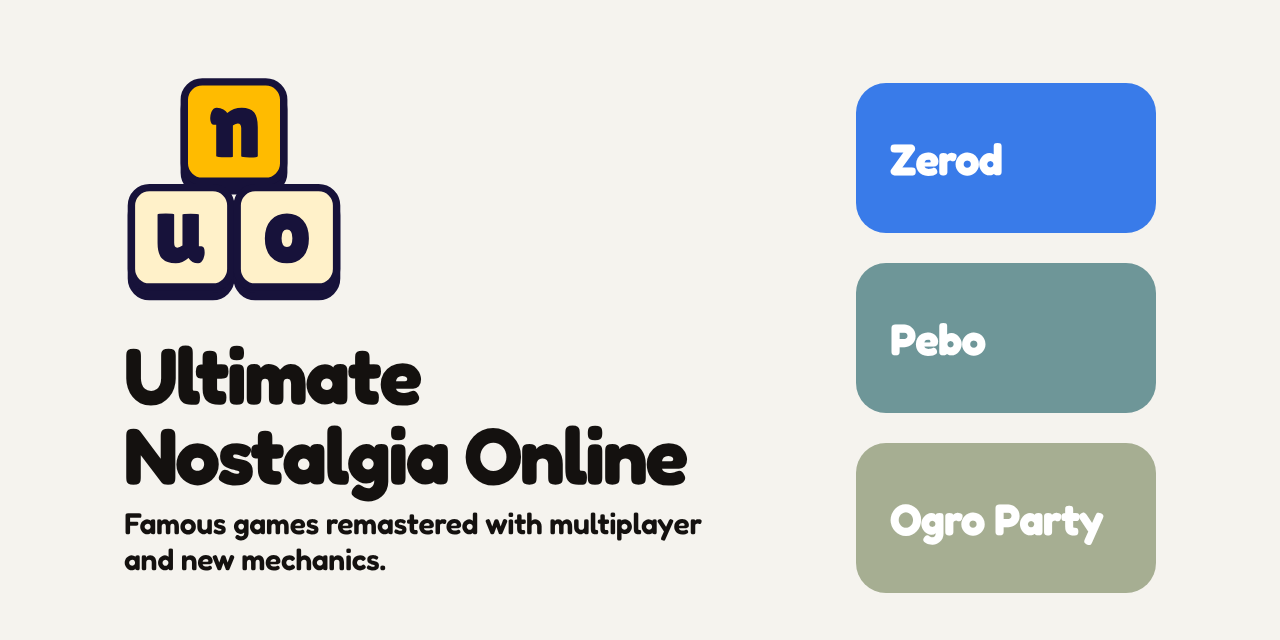 n
u o
Ultimate
Nostalgia Online
Famous games remastered with multiplayer
and new mechanics.
Zerod
Pebo
Ogro Party